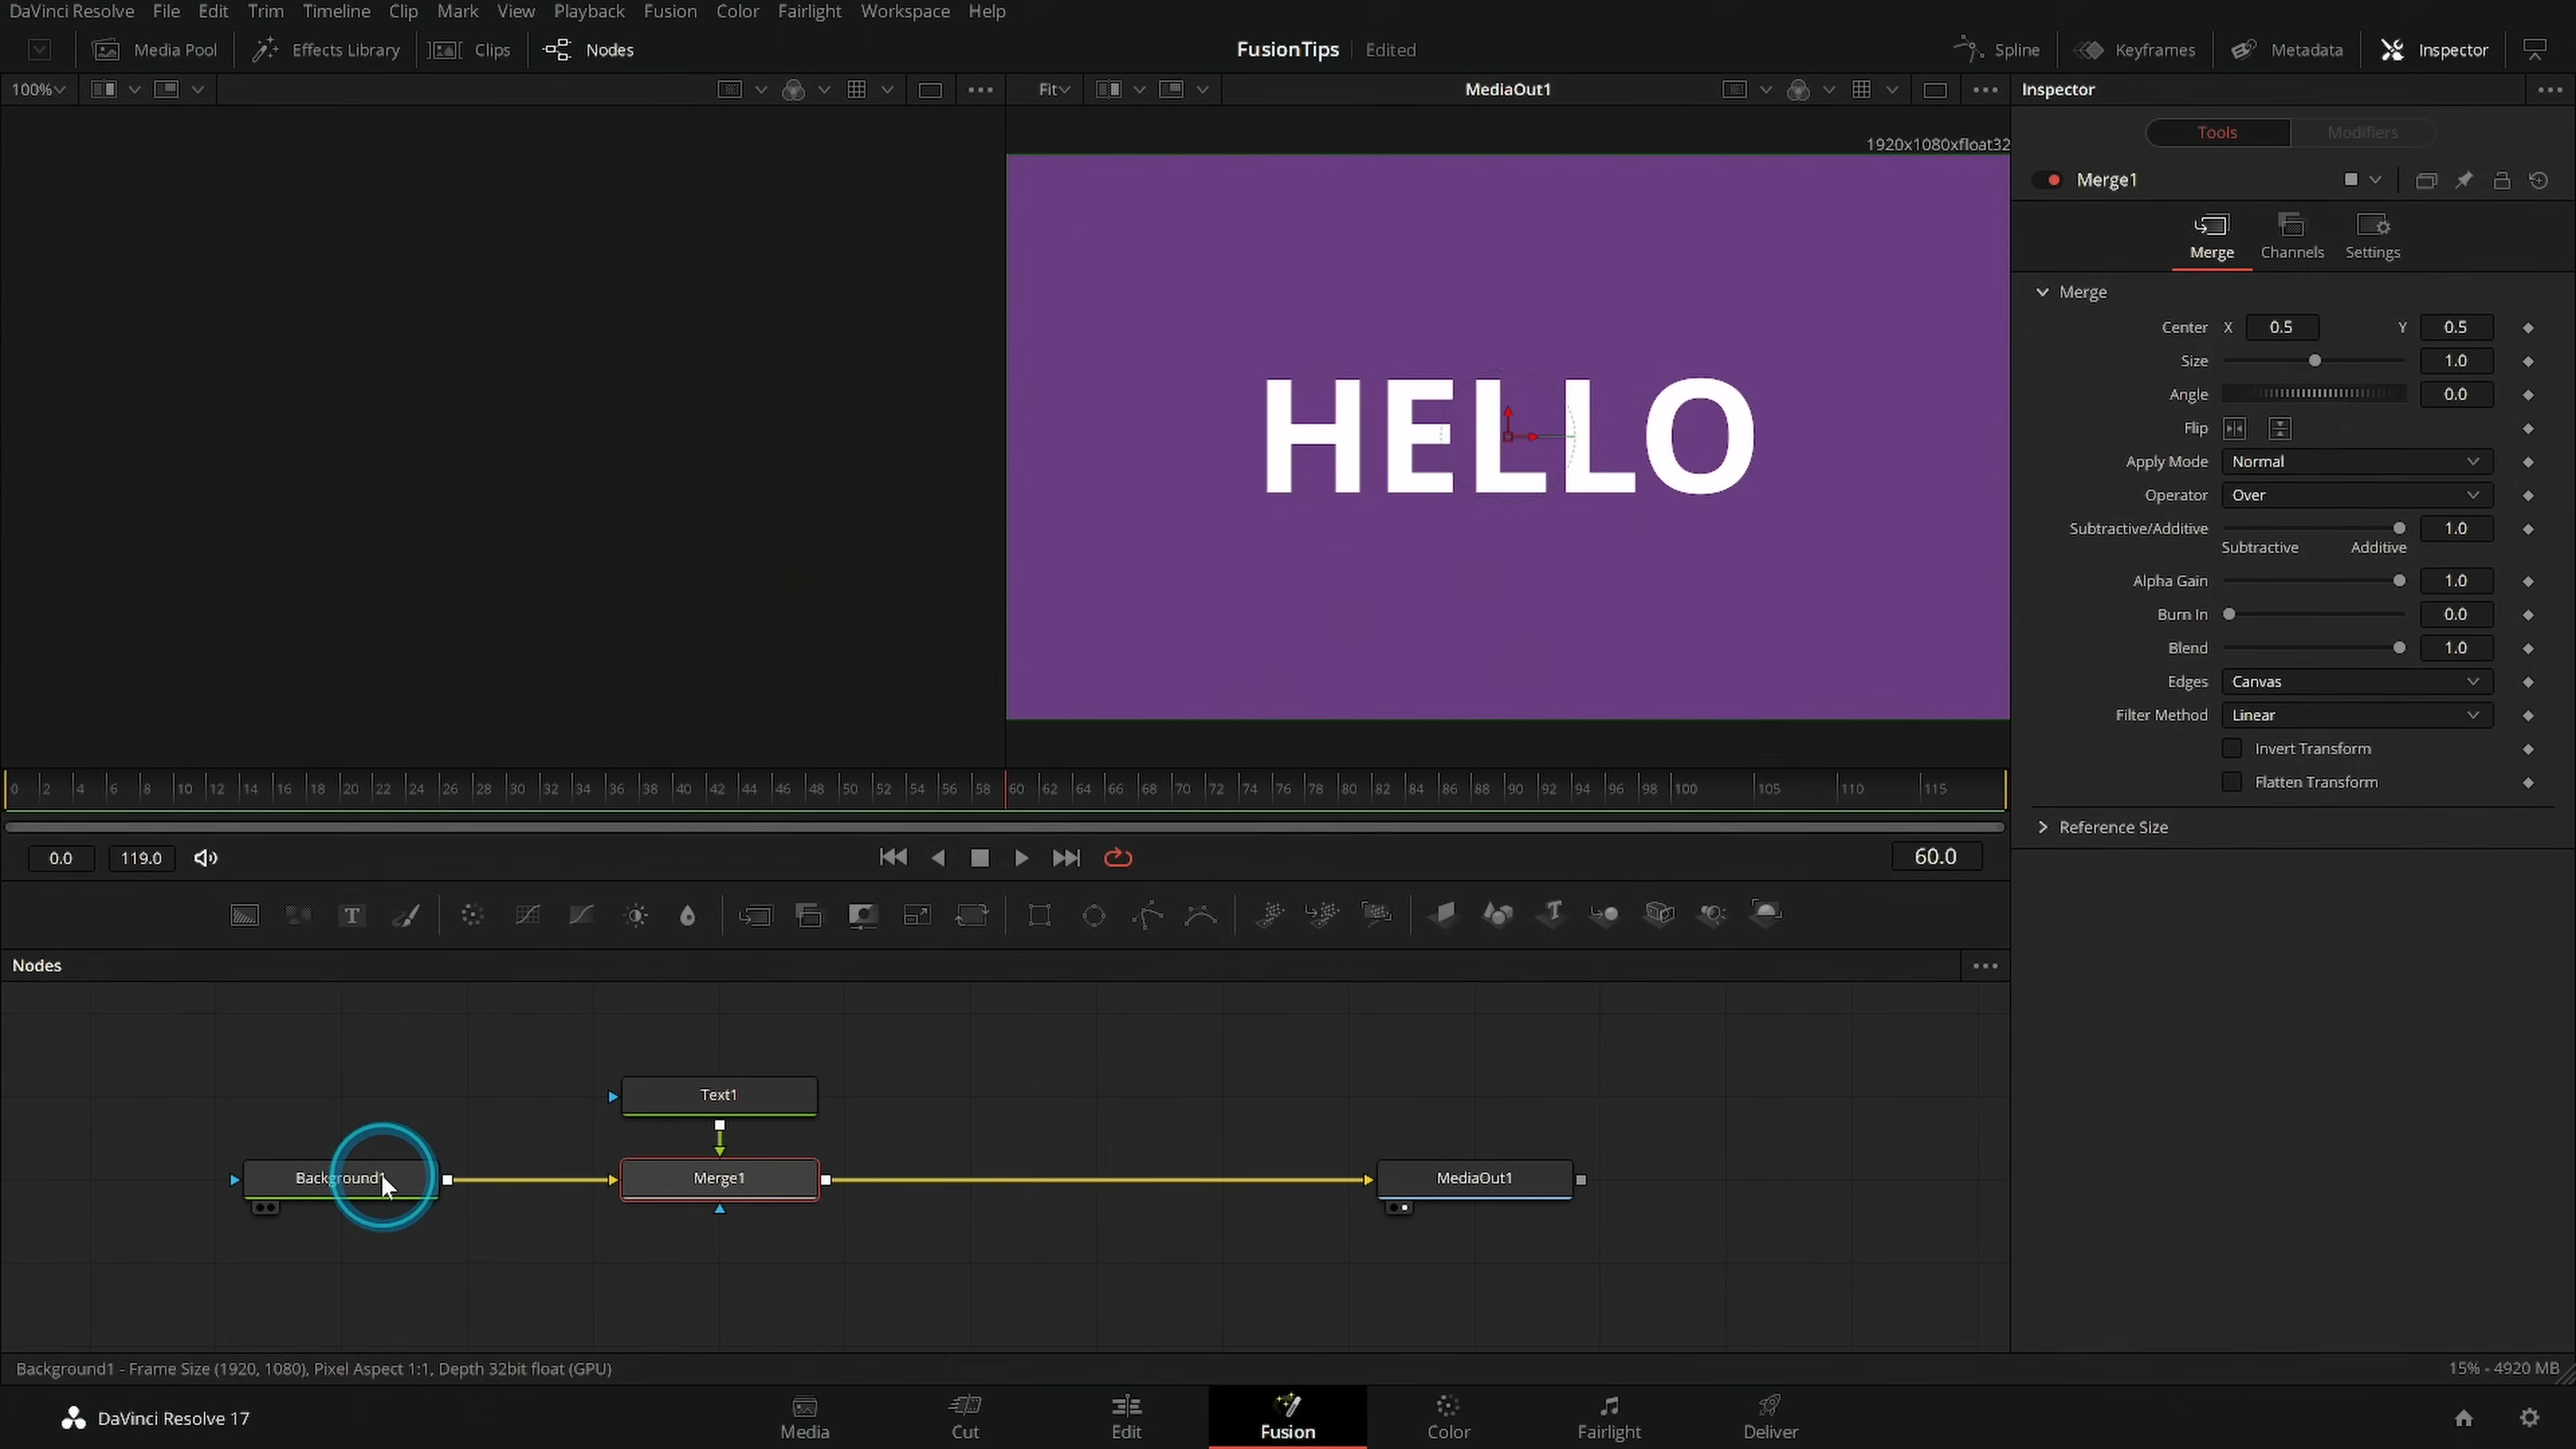 DaVinci Resolve File Edit Trim Timeline Clip Mark View Playback Fusion Color Fairlight Workspace Help
Media Pool Effects Library Clips Nodes FusionTips Edited Spline Keyframes Metadata Inspector
100% Fit MediaOut1 Inspector
Tools Modifiers
1920x1080xfloat32
Merge1
Merge Channels Settings
Merge
Center X 0.5 Y 0.5
Size 1.0
Angle 0.0
Flip
Apply Mode Normal
Operator Over
Subtractive/Additive 1.0
Subtractive Additive
Alpha Gain 1.0
Burn In 0.0
Blend 1.0
Edges Canvas
Filter Method Linear
Invert Transform
Flatten Transform
Reference Size
HELLO
0 2 4 6 8 10 12 14 16 18 20 22 24 26 28 30 32 34 36 38 40 42 44 46 48 50 52 54 56 58 60 62 64 66 68 70 72 74 76 78 80 82 84 86 88 90 92 94 96 98 100 105 110 115
0.0 119.0 60.0
Nodes
Text1
Background1 Merge1 MediaOut1
Background1 - Frame Size (1920, 1080), Pixel Aspect 1:1, Depth 32bit float (GPU) 15% - 4920 MB
DaVinci Resolve 17 Media Cut Edit Fusion Color Fairlight Deliver